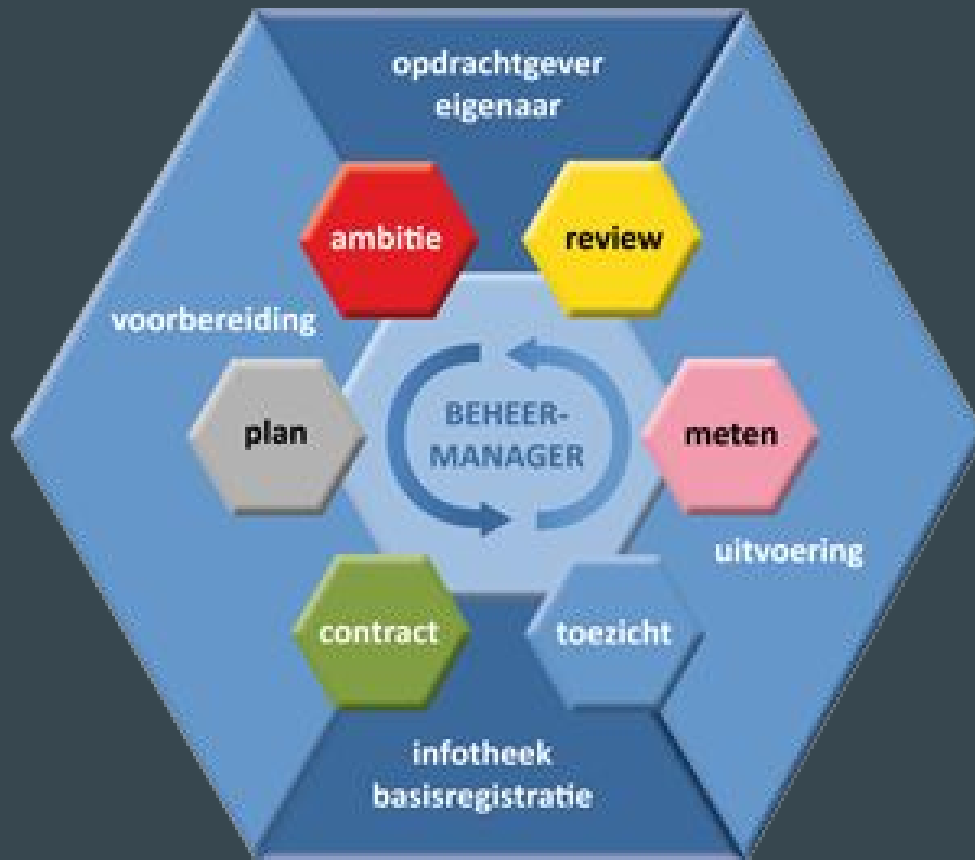 opdrachtgever
eigenaar
ambitie
review
voorbereiding
plan
BEHEER-
MANAGER
meten
uitvoering
contract
toezicht
infotheek
basisregistratie